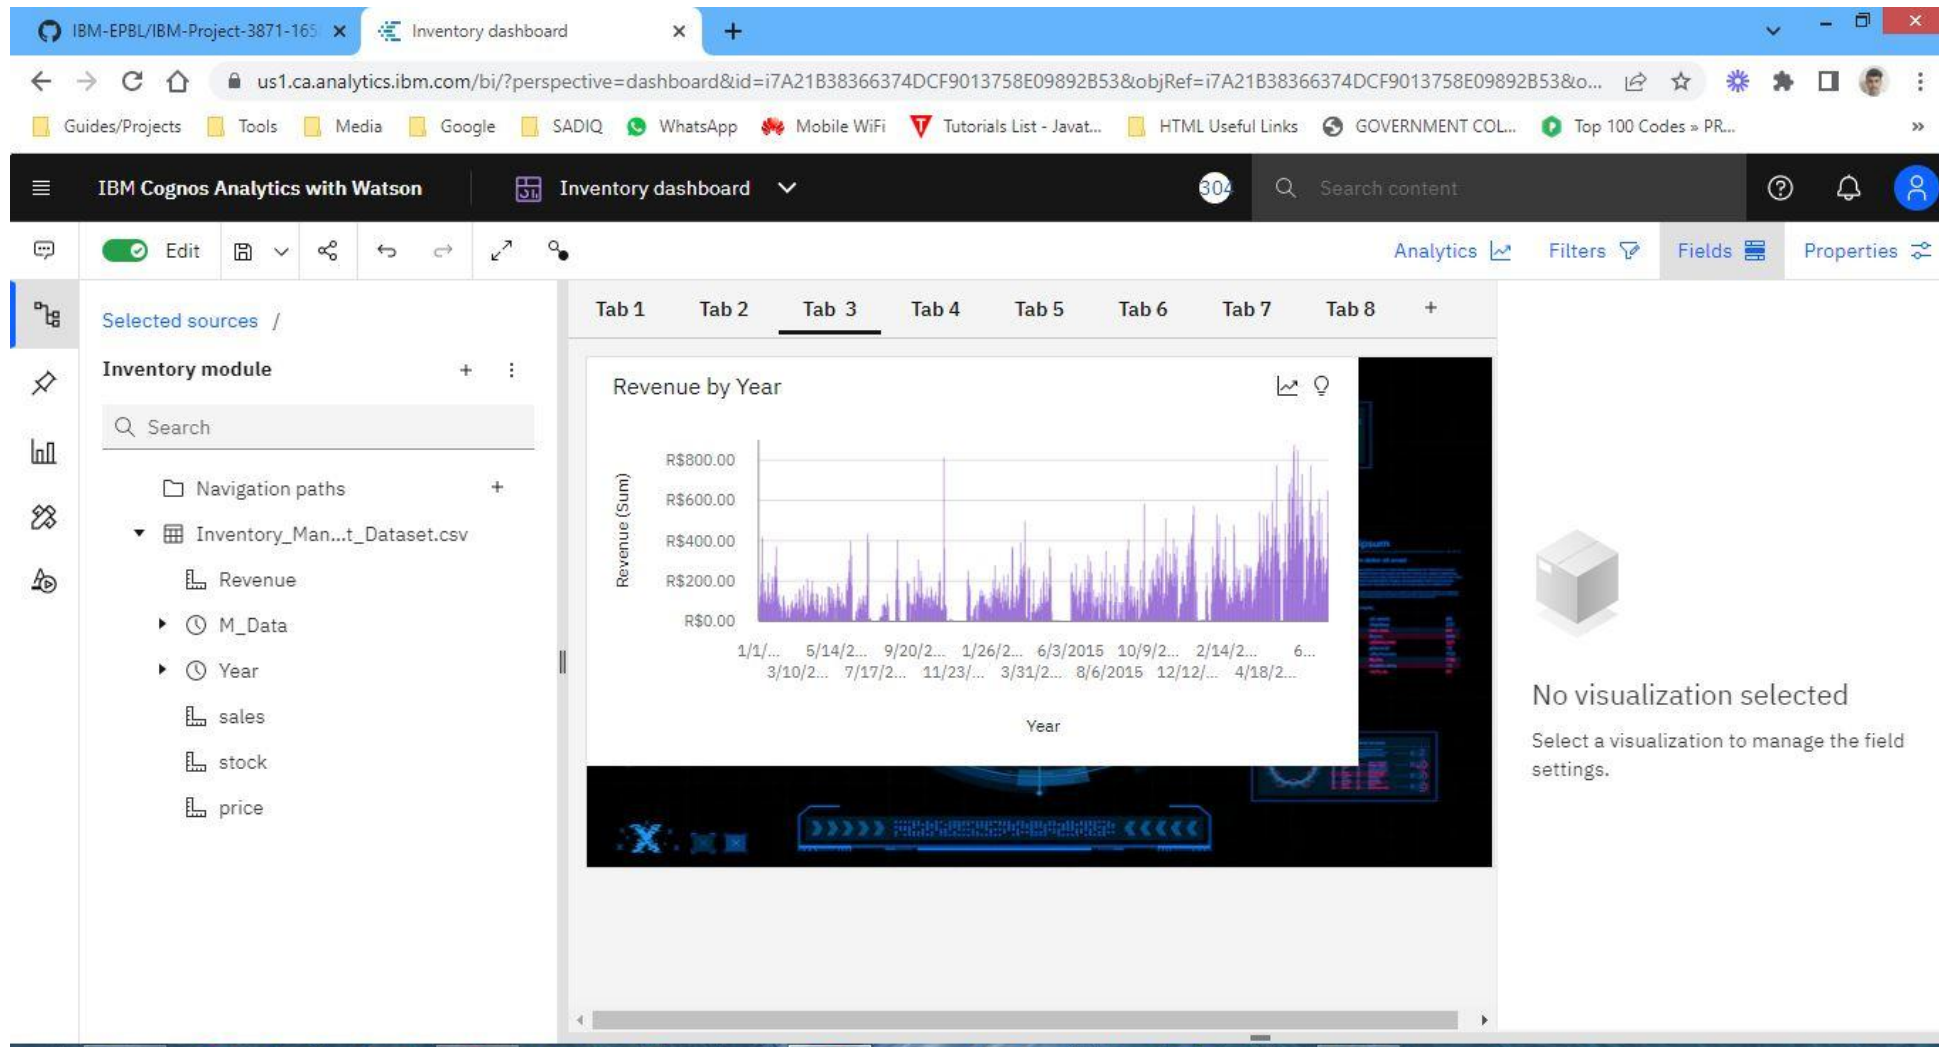 IBM-EPBL/IBM-Project-3871-165
Inventory dashboard
us1.ca.analytics.ibm.com/bi/?perspective=dashboard&id=i7A21B38366374DCF9013758E09892B53&objRef=i7A21B38366374DCF9013758E09892B53&o...
Guides/Projects Tools Media Google SADIQ WhatsApp Mobile WiFi Tutorials List - Javat... HTML Useful Links GOVERNMENT COL... Top 100 Codes » PR... »
IBM Cognos Analytics with Watson Inventory dashboard 304 Search content
Edit Analytics Filters Fields Properties
Selected sources /
Inventory module
Search
Navigation paths
Inventory_Man...t_Dataset.csv
Revenue
M_Data
Year
sales
stock
price
Tab 1 Tab 2 Tab 3 Tab 4 Tab 5 Tab 6 Tab 7 Tab 8 +
Revenue by Year
Revenue (Sum)
R$800.00
R$600.00
R$400.00
R$200.00
R$0.00
1/1/... 5/14/2... 9/20/2... 1/26/2... 6/3/2015 10/9/2... 2/14/2... 6...
3/10/2... 7/17/2... 11/23/... 3/31/2... 8/6/2015 12/12/... 4/18/2...
Year
No visualization selected
Select a visualization to manage the field
settings.